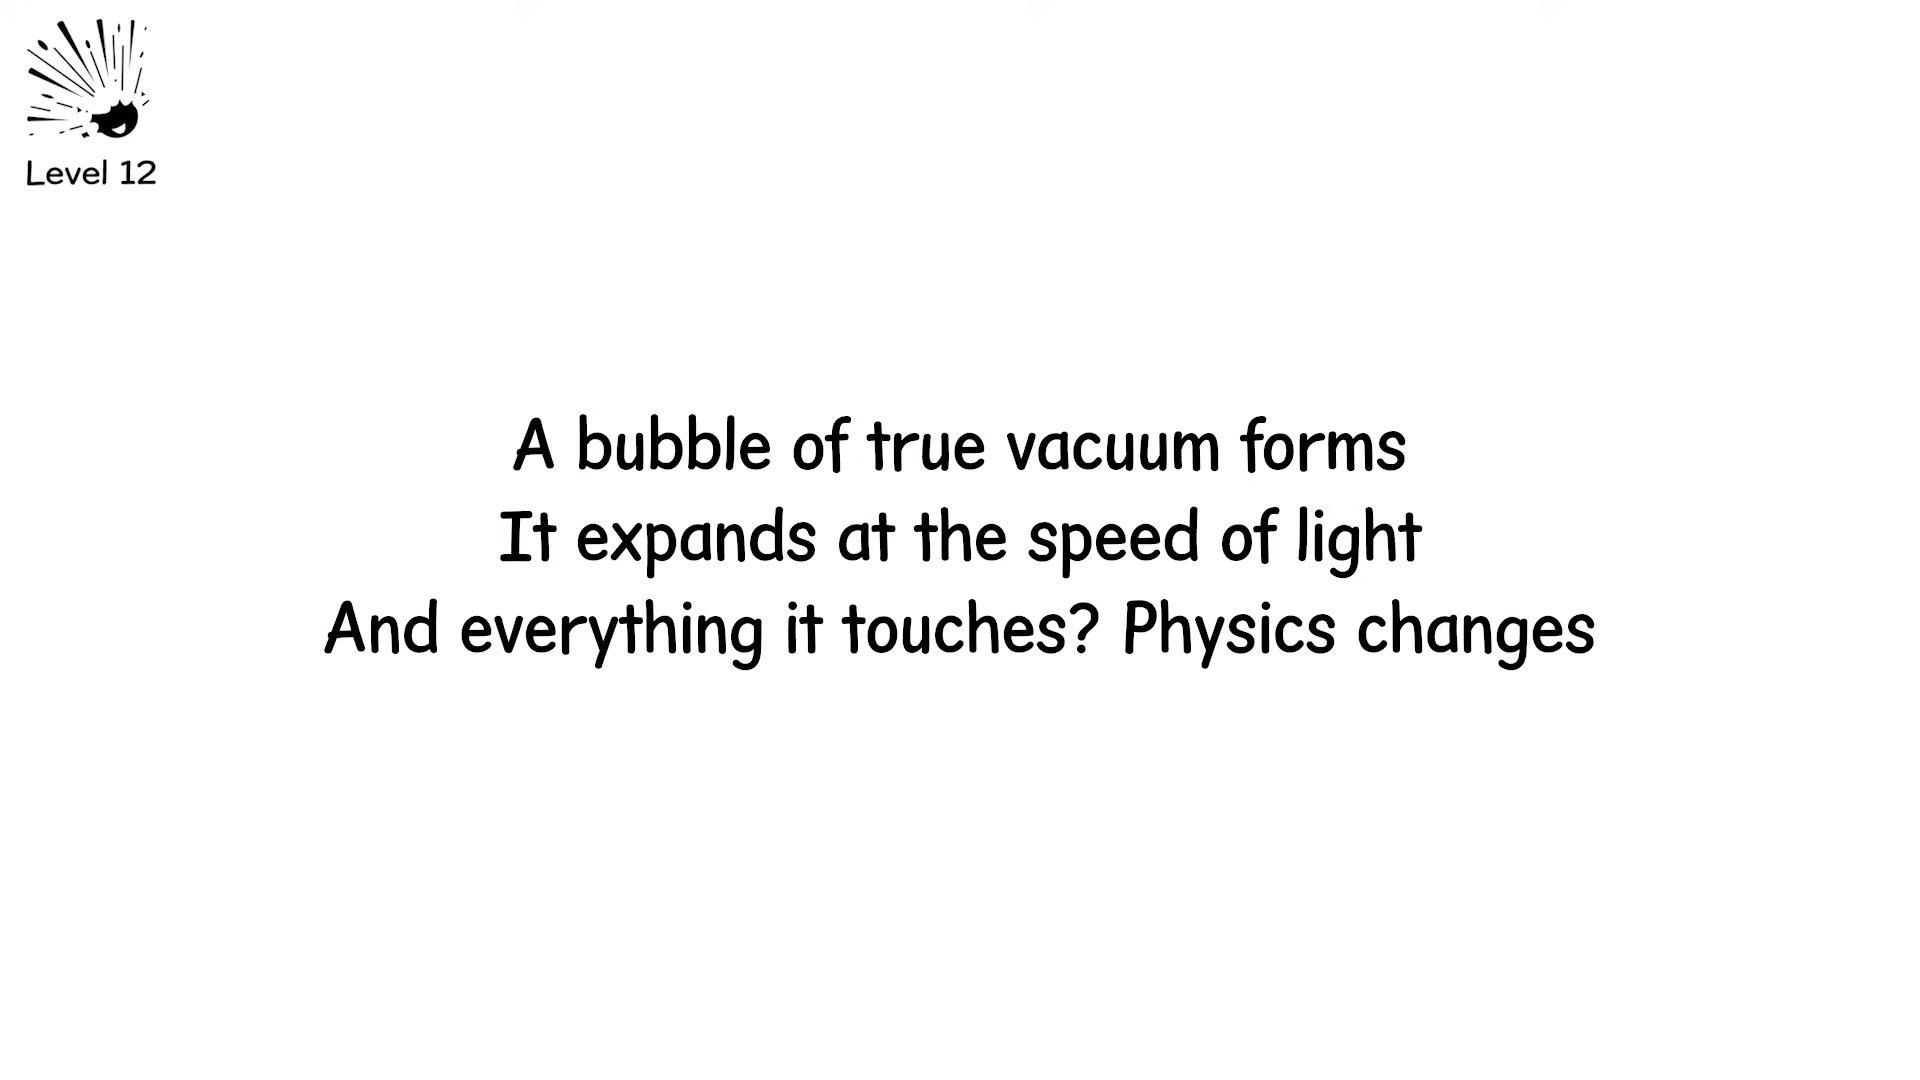 Level 12
A bubble of true vacuum forms
It expands at the speed of light
And everything it touches? Physics changes